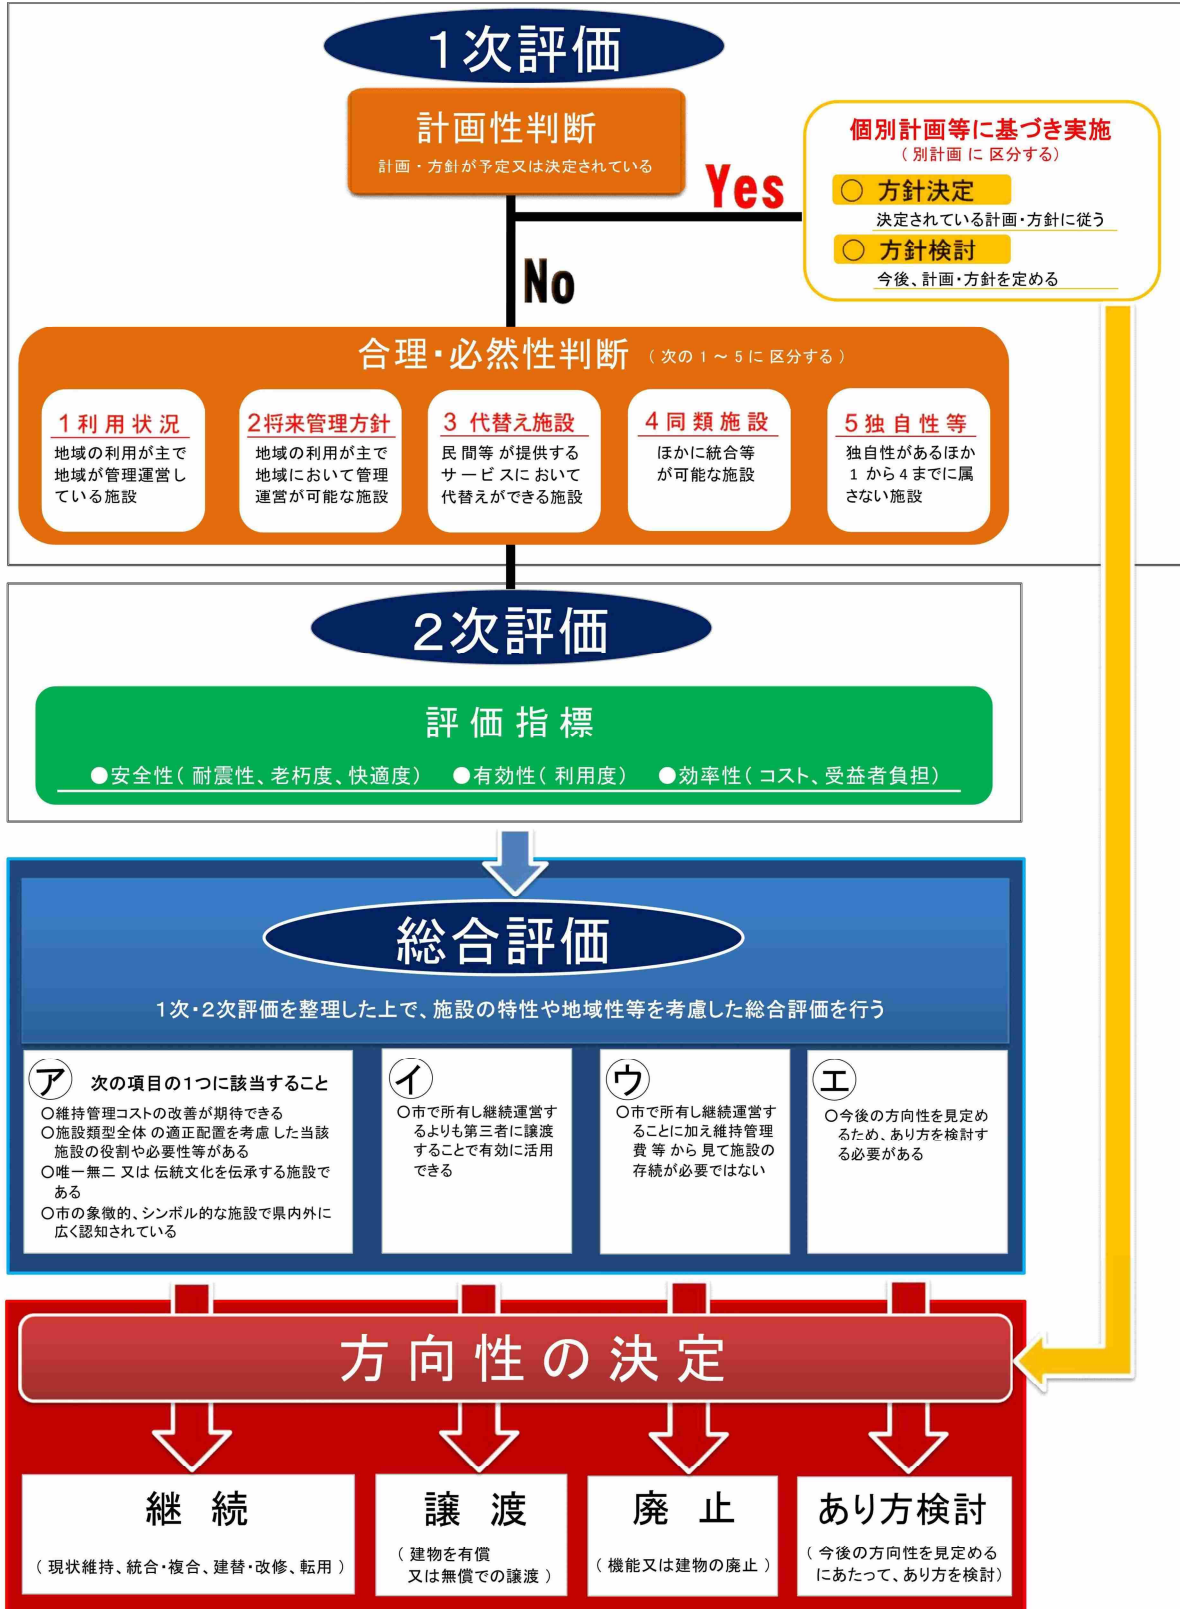 1次評価
計画性判断
計画・方針が予定又は決定されている
Yes
個別計画等に基づき実施
(別計画に区分する)
○ 方針決定
決定されている計画・方針に従う
○ 方針検討
今後、計画・方針を定める
No
合理・必然性判断 (次の1~5に区分する)
1利用状況
地域の利用が主で
地域が管理運営し
ている施設
2将来管理方針
地域の利用が主で
地域において管理
運営が可能な施設
3 代替え施設
民間等が提供する
サービスにおいて
代替えができる施設
4同類施設
ほかに統合等
が可能な施設
5独自性等
独自性があるほか
1から4までに属
さない施設
2次評価
評価指標
●安全性(耐震性、老朽度、快適度) ●有効性(利用度) ●効率性(コスト、受益者負担)
総合評価
1次・2次評価を整理した上で、施設の特性や地域性等を考慮した総合評価を行う
㋐ 次の項目の1つに該当すること
○維持管理コストの改善が期待できる
○施設類型全体の適正配置を考慮した当該
施設の役割や必要性等がある
○唯一無二又は伝統文化を伝承する施設で
ある
○市の象徴的、シンボル的な施設で県内外に
広く認知されている
㋑
○市で所有し継続運営す
るよりも第三者に譲渡
することで有効に活用
できる
㋒
○市で所有し継続運営す
ることに加え維持管理
費等から見て施設の
存続が必要ではない
㋓
○今後の方向性を見定め
るため、あり方を検討す
る必要がある
方向性の決定
継続
(現状維持、統合・複合、建替・改修、転用)
譲渡
(建物を有償
又は無償での譲渡)
廃止
(機能又は建物の廃止)
あり方検討
(今後の方向性を見定める
にあたって、あり方を検討)